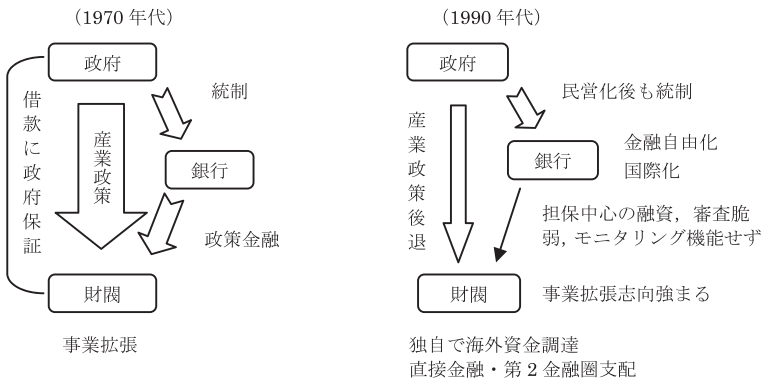 （1970 年代）
政府
統制
借款に政府保証
産業政策
銀行
政策金融
財閥
事業拡張
（1990 年代）
政府
民営化後も統制
産業政策後退
金融自由化
国際化
銀行
担保中心の融資，審査脆
弱，モニタリング機能せず
財閥
事業拡張志向強まる
独自で海外資金調達
直接金融・第 2 金融圏支配